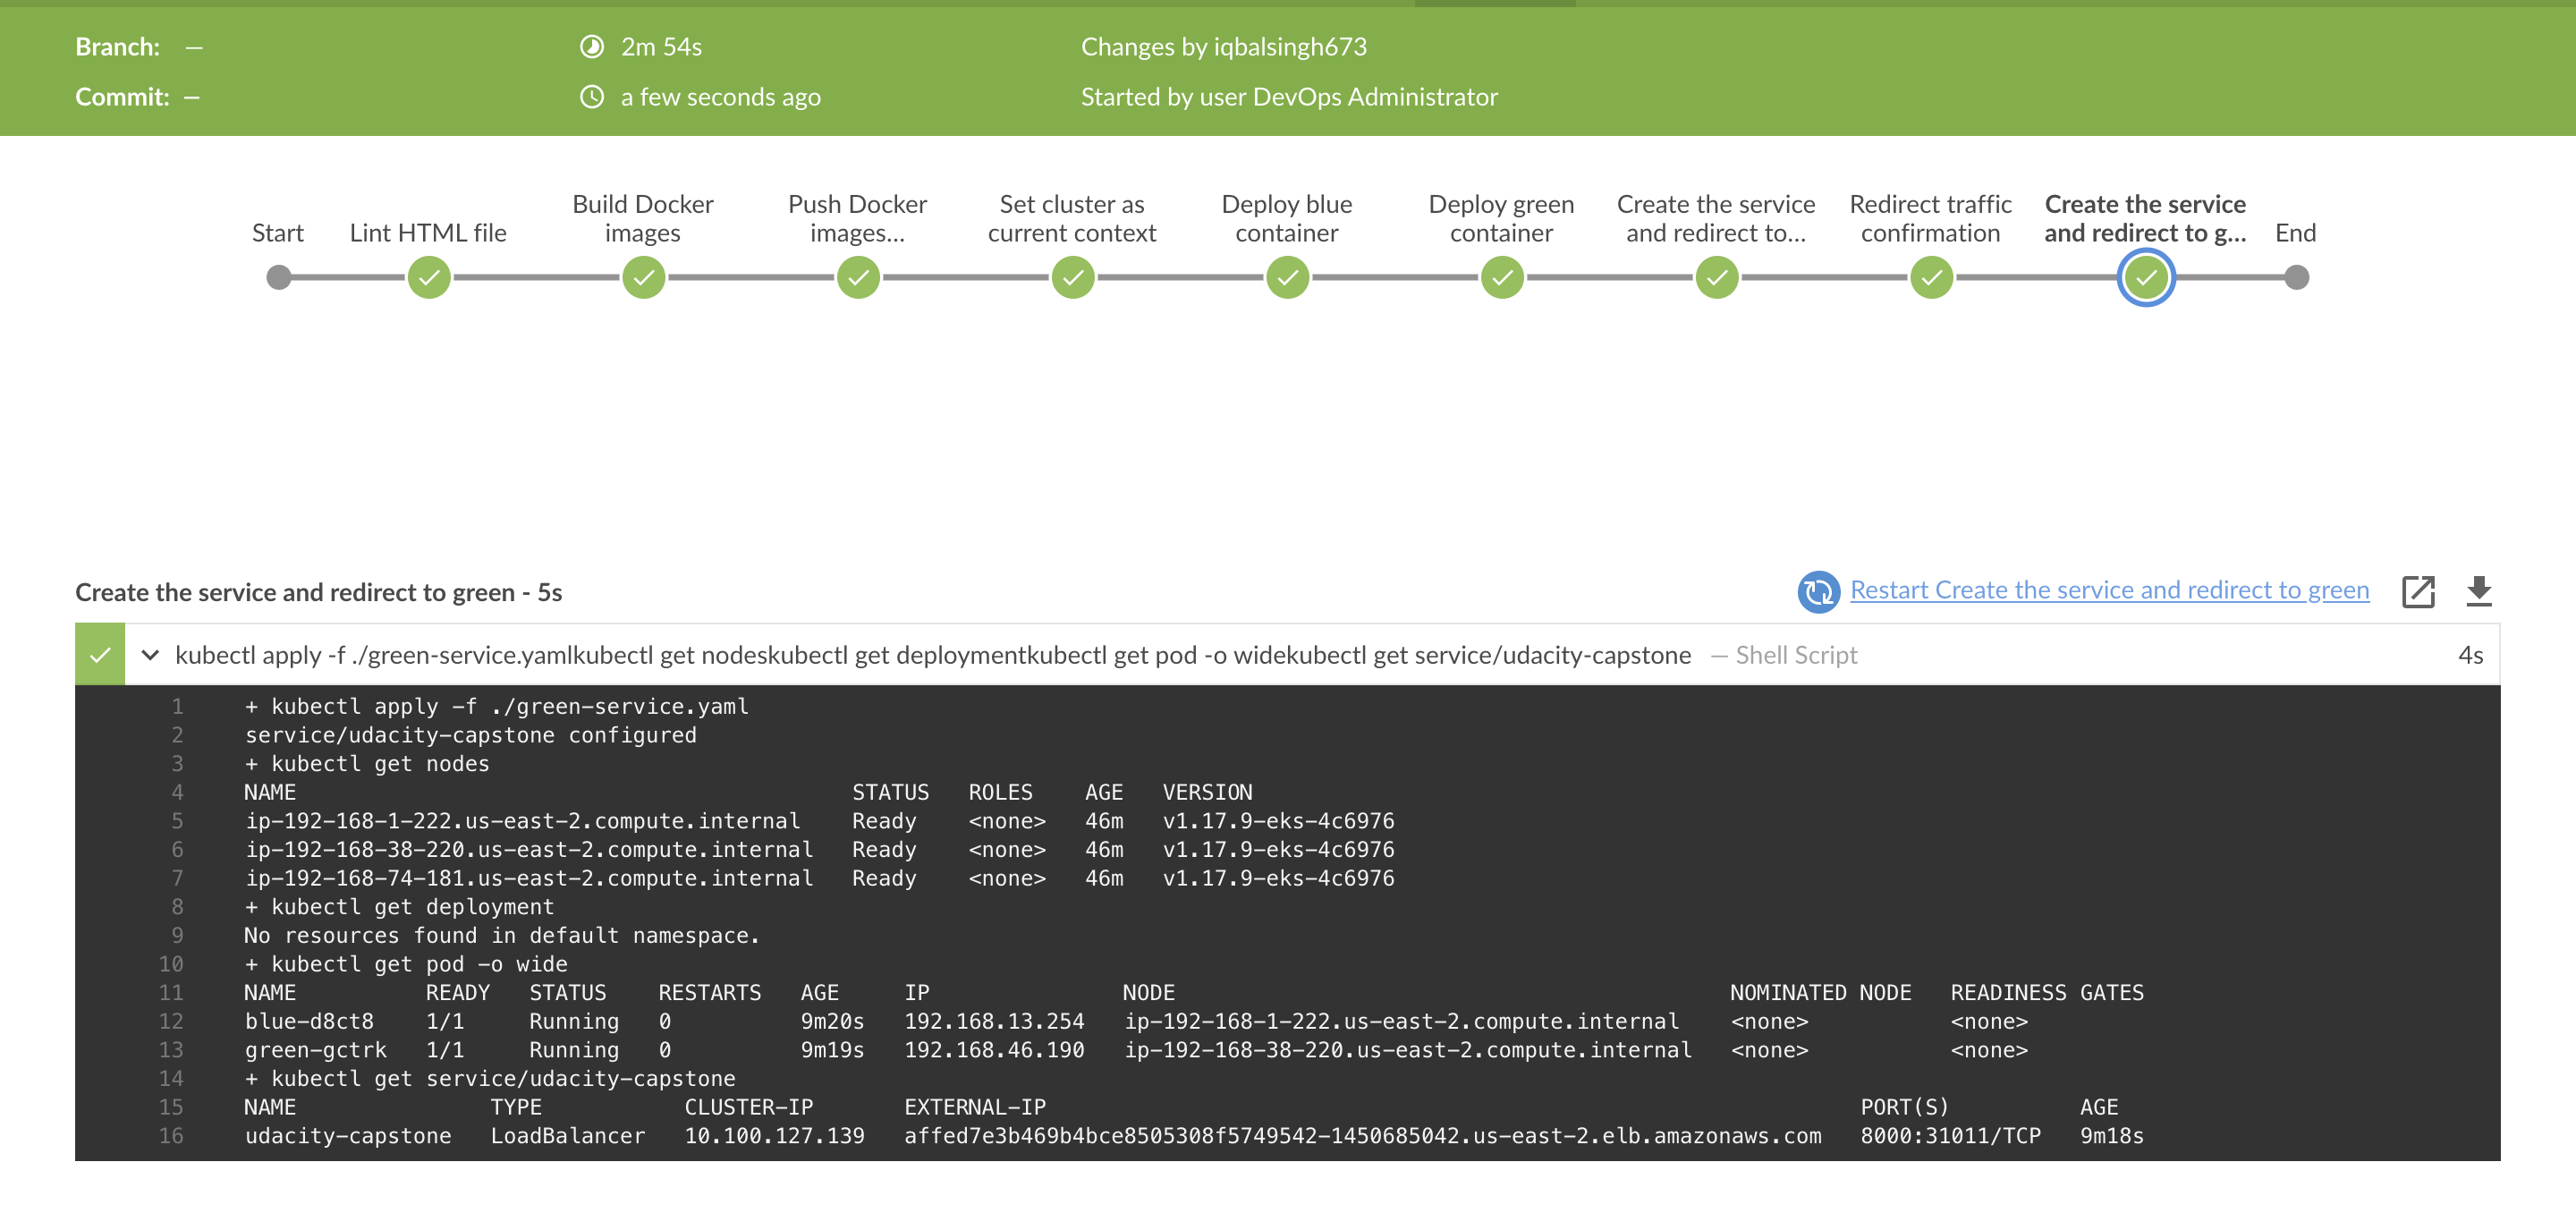 Branch: —
2m 54s
Changes by iqbalsingh673
Commit: —
a few seconds ago
Started by user DevOps Administrator
Start
Lint HTML file
Build Docker
images
Push Docker
images...
Set cluster as
current context
Deploy blue
container
Deploy green
container
Create the service
and redirect to...
Redirect traffic
confirmation
Create the service
and redirect to g...
End
Create the service and redirect to green - 5s
Restart Create the service and redirect to green
kubectl apply -f ./green-service.yamlkubectl get nodeskubectl get deploymentkubectl get pod -o widekubectl get service/udacity-capstone — Shell Script 4s
1 + kubectl apply -f ./green-service.yaml
2 service/udacity-capstone configured
3 + kubectl get nodes
4 NAME STATUS ROLES AGE VERSION
5 ip-192-168-1-222.us-east-2.compute.internal Ready <none> 46m v1.17.9-eks-4c6976
6 ip-192-168-38-220.us-east-2.compute.internal Ready <none> 46m v1.17.9-eks-4c6976
7 ip-192-168-74-181.us-east-2.compute.internal Ready <none> 46m v1.17.9-eks-4c6976
8 + kubectl get deployment
9 No resources found in default namespace.
10 + kubectl get pod -o wide
11 NAME READY STATUS RESTARTS AGE IP NODE NOMINATED NODE READINESS GATES
12 blue-d8ct8 1/1 Running 0 9m20s 192.168.13.254 ip-192-168-1-222.us-east-2.compute.internal <none> <none>
13 green-gctrk 1/1 Running 0 9m19s 192.168.46.190 ip-192-168-38-220.us-east-2.compute.internal <none> <none>
14 + kubectl get service/udacity-capstone
15 NAME TYPE CLUSTER-IP EXTERNAL-IP PORT(S) AGE
16 udacity-capstone LoadBalancer 10.100.127.139 affed7e3b469b4bce8505308f5749542-1450685042.us-east-2.elb.amazonaws.com 8000:31011/TCP 9m18s